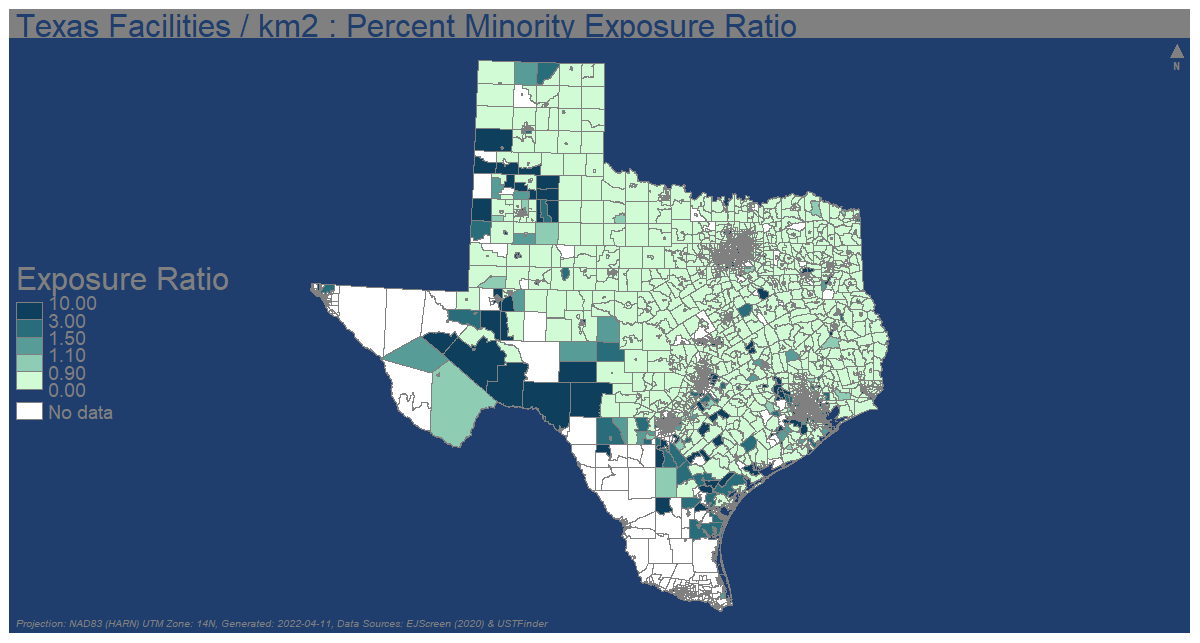 Texas Facilities / km2 : Percent Minority Exposure Ratio
N
Exposure Ratio
10.00
3.00
1.50
1.10
0.90
0.00
No data
Projection: NAD83 (HARN) UTM Zone: 14N, Generated: 2022-04-11, Data Sources: EJScreen (2020) & USTFinder